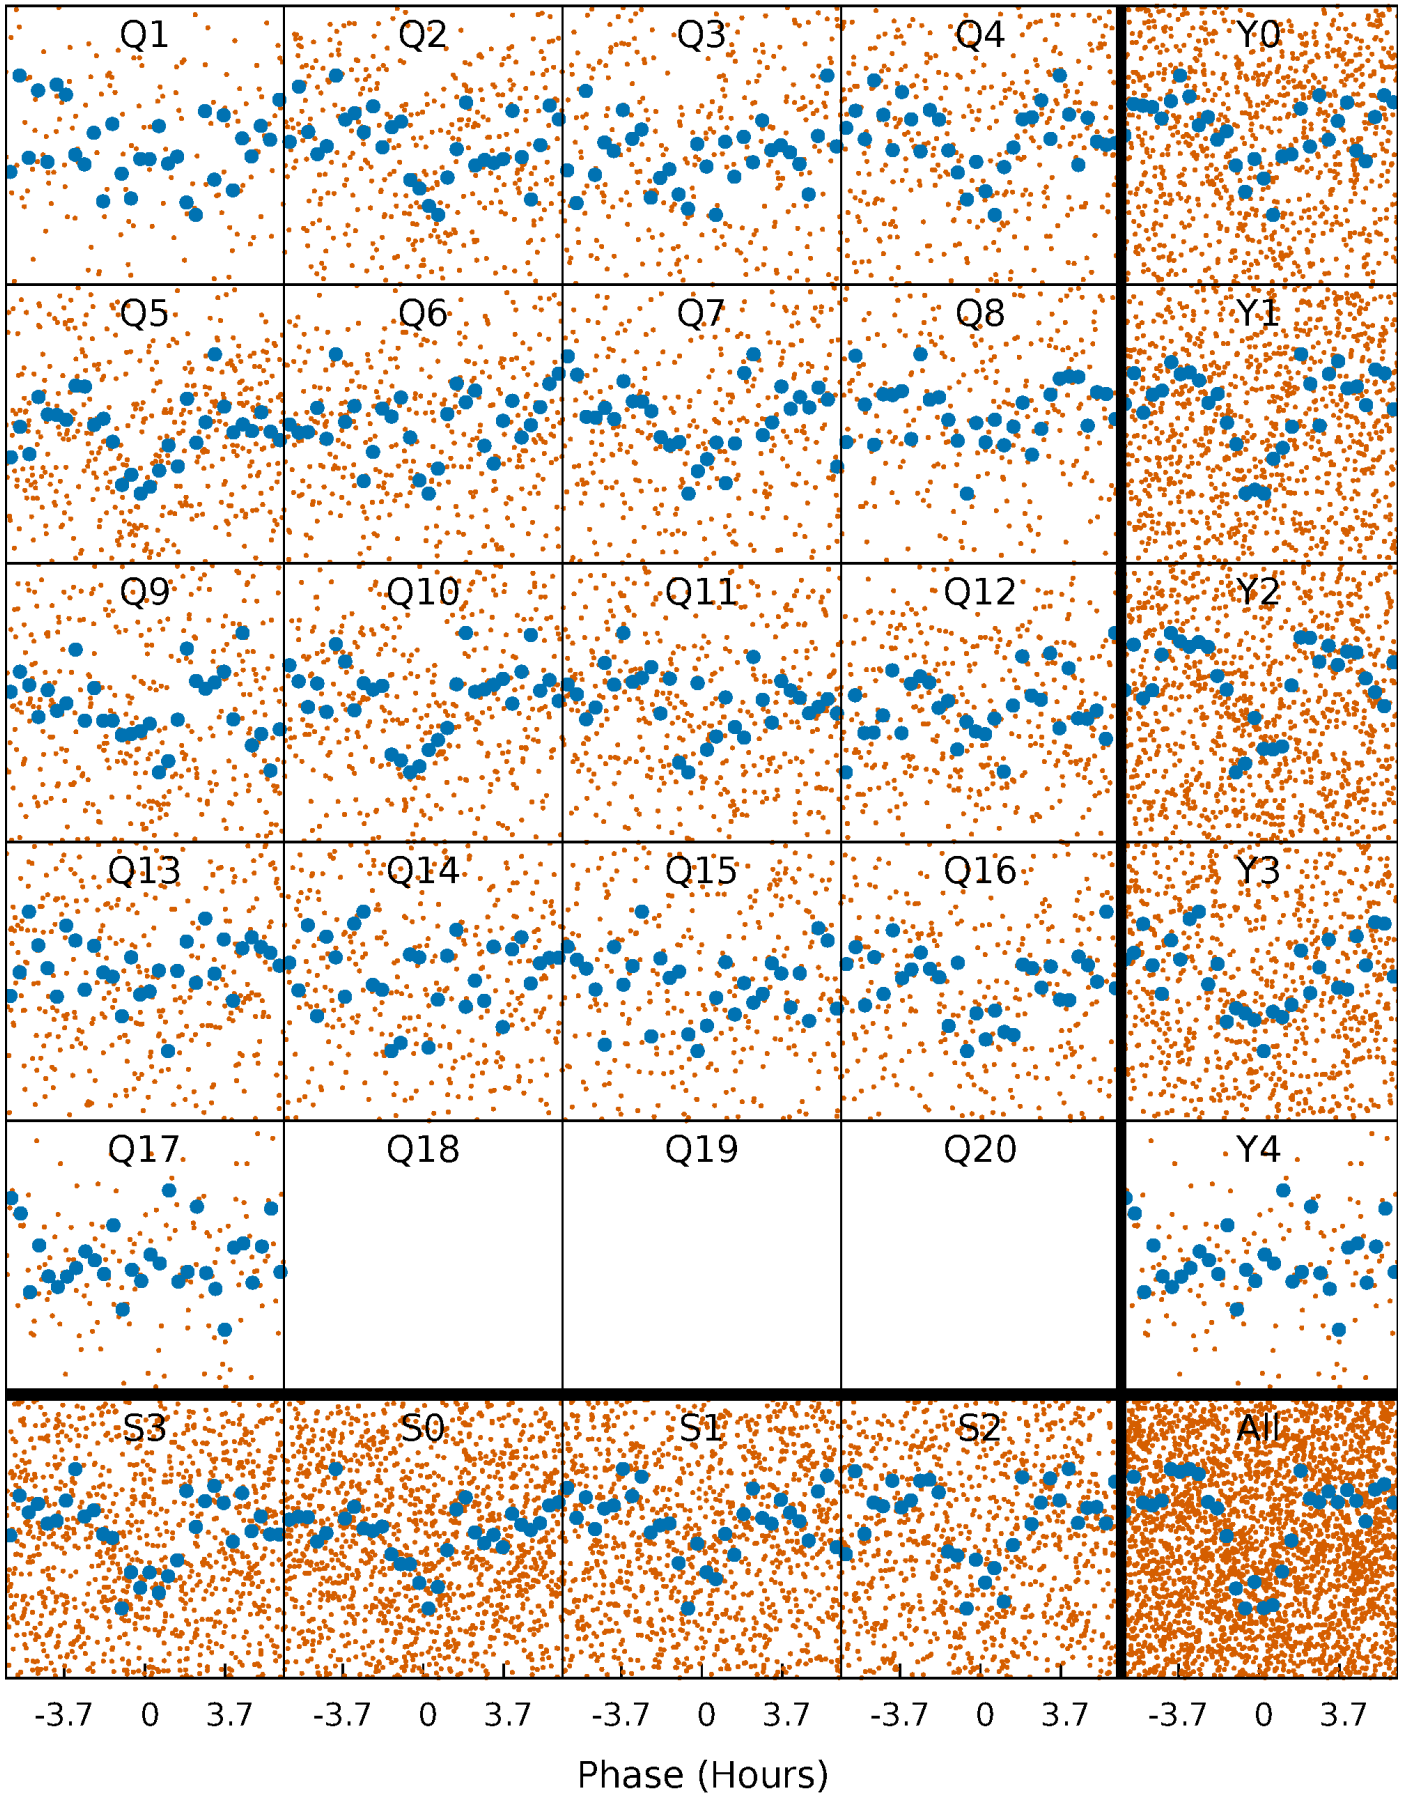 Q1 Q2 Q3 Q4 Y0
Q5 Q6 Q7 Q8 Y1
Q9 Q10 Q11 Q12 Y2
Q13 Q14 Q15 Q16 Y3
Q17 Q18 Q19 Q20 Y4
S3 S0 S1 S2 All
-3.7 0 3.7 -3.7 0 3.7 -3.7 0 3.7 -3.7 0 3.7 -3.7 0 3.7
Phase (Hours)